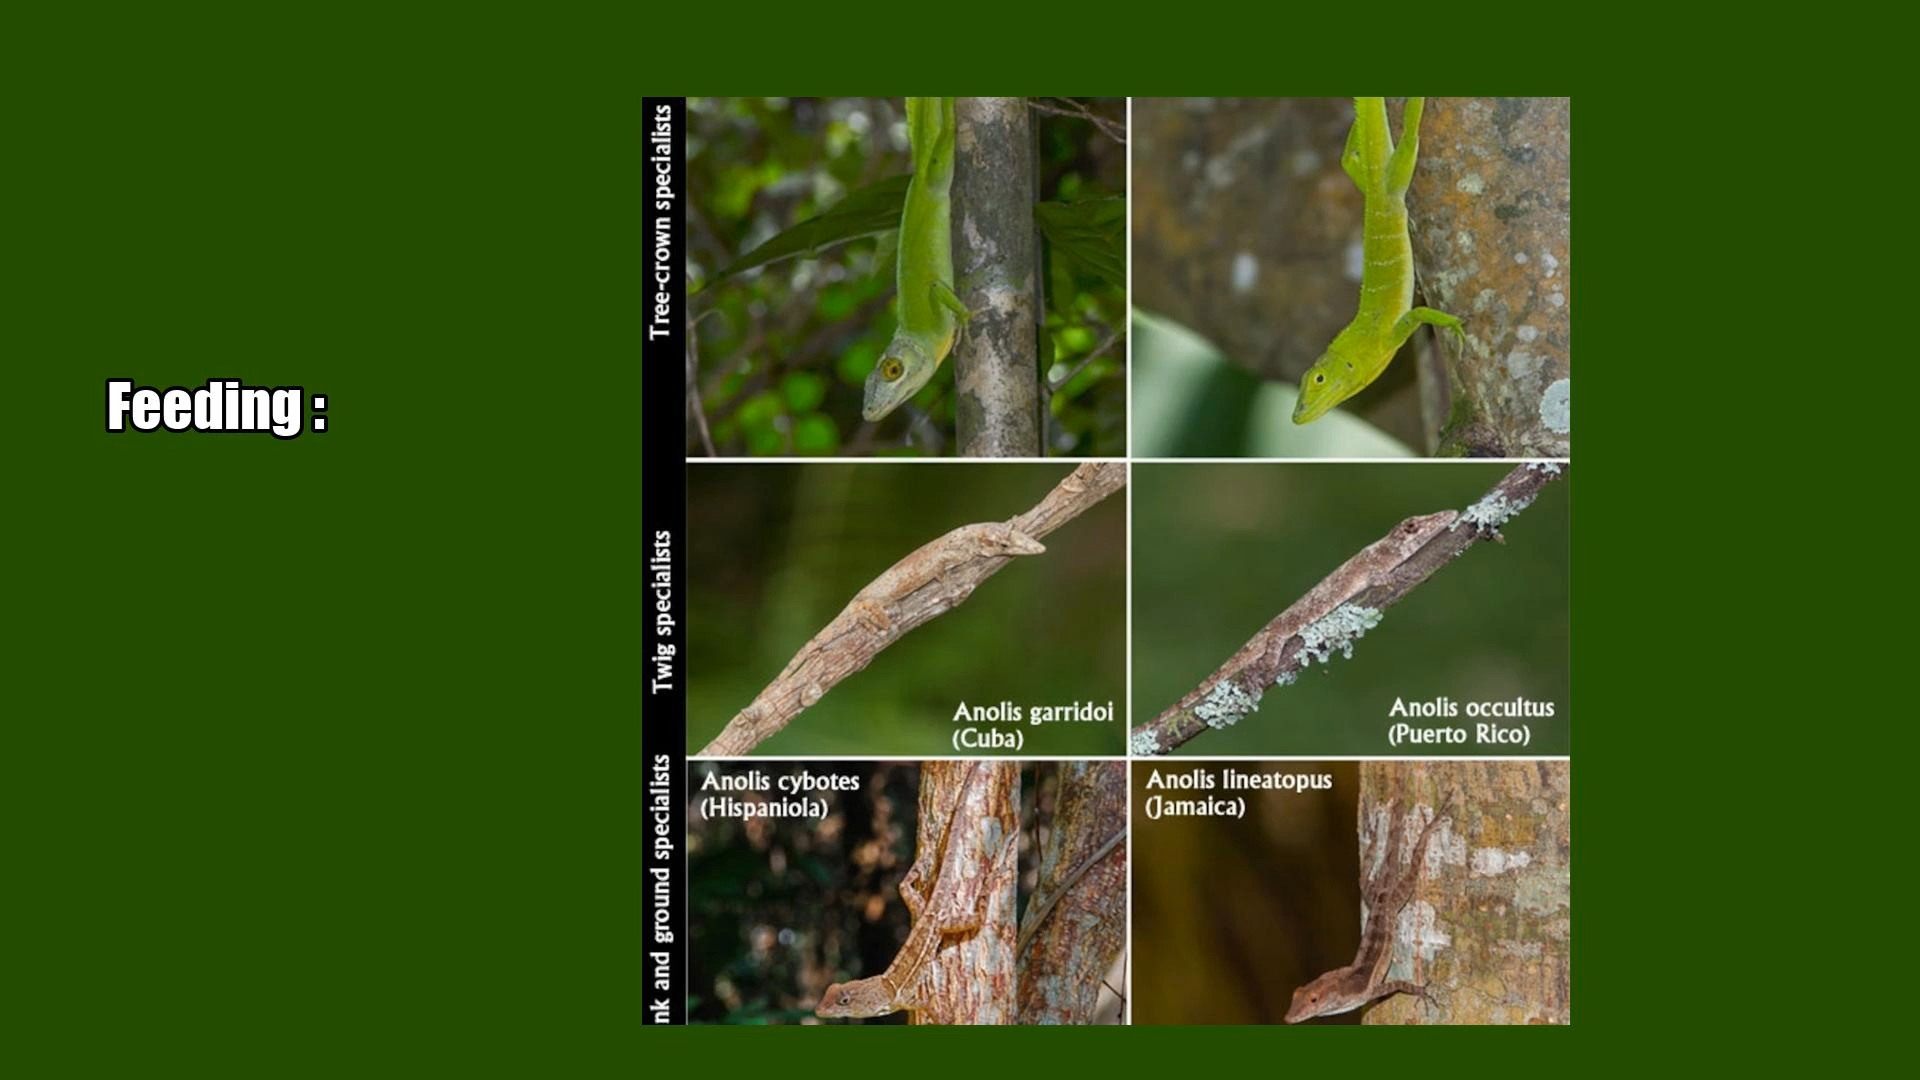 Feeding :
Tree-crown specialists
Twig specialists
Anolis garridoi
(Cuba)
Anolis occultus
(Puerto Rico)
nk and ground specialists
Anolis cybotes
(Hispaniola)
Anolis lineatopus
(Jamaica)